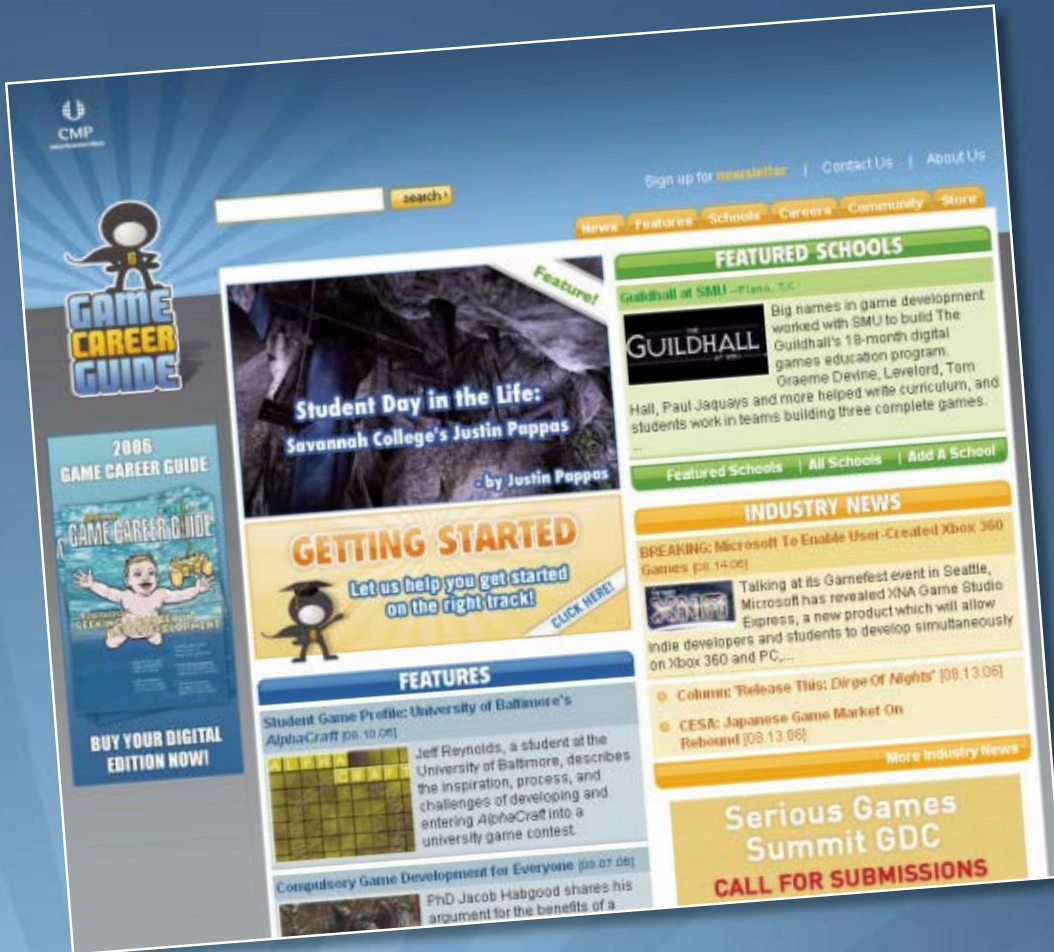 CMP
search
Sign up for newsletter | Contact Us | About Us
News Features Schools Careers Community Store
GAME
CAREER
GUIDE
2006
GAME CAREER GUIDE
GAME CAREER GUIDE
BUY YOUR DIGITAL
EDITION NOW!
Feature!
Student Day in the Life:
Savannah College's Justin Pappas
- by Justin Pappas
GETTING STARTED
Let us help you get started
on the right track!
CLICK HERE!
FEATURES
Student Game Profile: University of Baltimore's
AlphaCraft [08.10.06]
ALPHA
CRAFT
Jeff Reynolds, a student at the
University of Baltimore, describes
the inspiration, process, and
challenges of developing and
entering AlphaCraft into a
university game contest.
Compulsory Game Development for Everyone [08.07.06]
PhD Jacob Habgood shares his
argument for the benefits of a
FEATURED SCHOOLS
Guildhall at SMU -Plano, TX
THE
GUILDHALL
AT SMU
Big names in game development
worked with SMU to build The
Guildhall's 18-month digital
games education program.
Graeme Devine, Levelord, Tom
Hall, Paul Jaquays and more helped write curriculum, and
students work in teams building three complete games.
...
Featured Schools | All Schools | Add A School
INDUSTRY NEWS
BREAKING: Microsoft To Enable User-Created Xbox 360
Games [08.14.06]
XNA
Talking at its Gamefest event in Seattle,
Microsoft has revealed XNA Game Studio
Express, a new product which will allow
indie developers and students to develop simultaneously
on Xbox 360 and PC,...
Column: 'Release This: Dirge Of Nights' [08.13.06]
CESA: Japanese Game Market On
Rebound [08.13.06]
More Industry News
Serious Games
Summit GDC
CALL FOR SUBMISSIONS